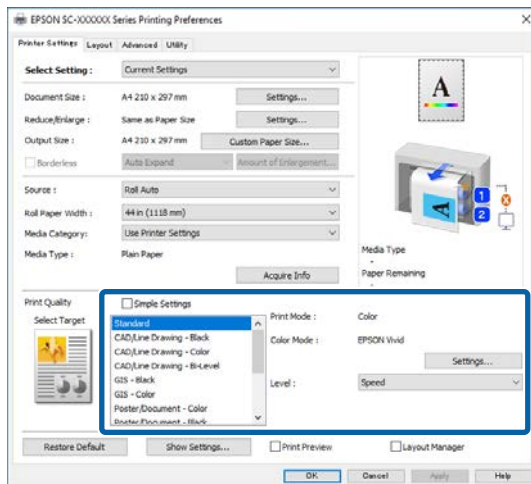 EPSON SC-XXXXXX Series Printing Preferences
Printer Settings Layout Advanced Utility
Select Setting : Current Settings
A
Document Size : A4 210 x 297 mm Settings...
Reduce/Enlarge : Same as Paper Size Settings...
Output Size : A4 210 x 297 mm Custom Paper Size...
Borderless Auto Expand Amount of Enlargement...
Source : Roll Auto
Roll Paper Width : 44 in (1118 mm)
A 1 2
Media Category: Use Printer Settings
Media Type : Plain Paper
Media Type
-
Acquire Info
Paper Remaining
-
Print Quality
Simple Settings
Select Target
Standard
CAD/Line Drawing - Black
CAD/Line Drawing - Color
CAD/Line Drawing - Bi-Level
GIS - Black
GIS - Color
Poster/Document - Color
Poster/Document - Black
Print Mode : Color
Color Mode : EPSON Vivid
Settings...
Level : Speed
Restore Default Show Settings... Print Preview Layout Manager
OK Cancel Apply Help